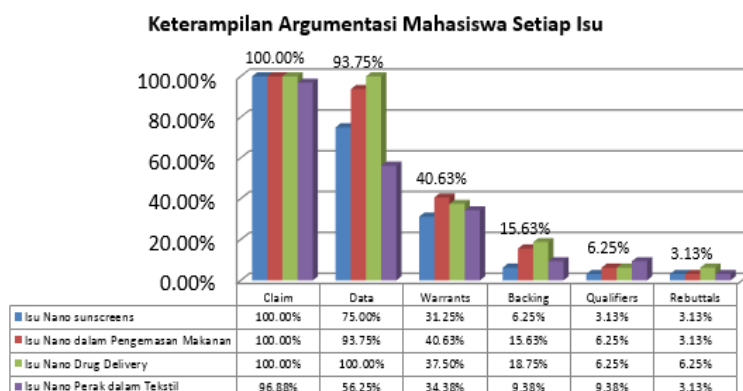 Keterampilan Argumentasi Mahasiswa Setiap Isu
100.00%
93.75%
40.63%
15.63%
6.25%
3.13%
100.00%
80.00%
60.00%
40.00%
20.00%
0.00%
Claim Data Warrants Backing Qualifiers Rebuttals
Isu Nano sunscreens 100.00% 75.00% 31.25% 6.25% 3.13% 3.13%
Isu Nano dalam Pengemasan Makanan 100.00% 93.75% 40.63% 15.63% 6.25% 3.13%
Isu Nano Drug Delivery 100.00% 100.00% 37.50% 18.75% 6.25% 6.25%
Isu Nano Perak dalam Tekstil 96.88% 56.25% 34.38% 9.38% 9.38% 3.13%